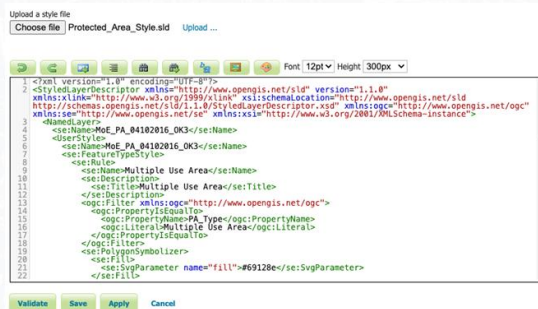 Upload a style file
Choose file Protected_Area_Style.sld Upload ...
Font 12pt Height 300px
1 <?xml version="1.0" encoding="UTF-8"?>
2 <StyledLayerDescriptor xmlns="http://www.opengis.net/sld" version="1.1.0"
xmlns:xlink="http://www.w3.org/1999/xlink" xsi:schemaLocation="http://www.opengis.net/sld
http://schemas.opengis.net/sld/1.1.0/StyledLayerDescriptor.xsd" xmlns:ogc="http://www.opengis.net/ogc"
xmlns:se="http://www.opengis.net/se" xmlns:xsi="http://www.w3.org/2001/XMLSchema-instance">
3 <NamedLayer>
4 <se:Name>MoE_PA_04102016_OK3</se:Name>
5 <UserStyle>
6 <se:Name>MoE_PA_04102016_OK3</se:Name>
7 <se:FeatureTypeStyle>
8 <se:Rule>
9 <se:Name>Multiple Use Area</se:Name>
10 <se:Description>
11 <se:Title>Multiple Use Area</se:Title>
12 </se:Description>
13 <ogc:Filter xmlns:ogc="http://www.opengis.net/ogc">
14 <ogc:PropertyIsEqualTo>
15 <ogc:PropertyName>PA_Type</ogc:PropertyName>
16 <ogc:Literal>Multiple Use Area</ogc:Literal>
17 </ogc:PropertyIsEqualTo>
18 </ogc:Filter>
19 <se:PolygonSymbolizer>
20 <se:Fill>
21 <se:SvgParameter name="fill">#69128e</se:SvgParameter>
22 </se:Fill>
Validate Save Apply Cancel